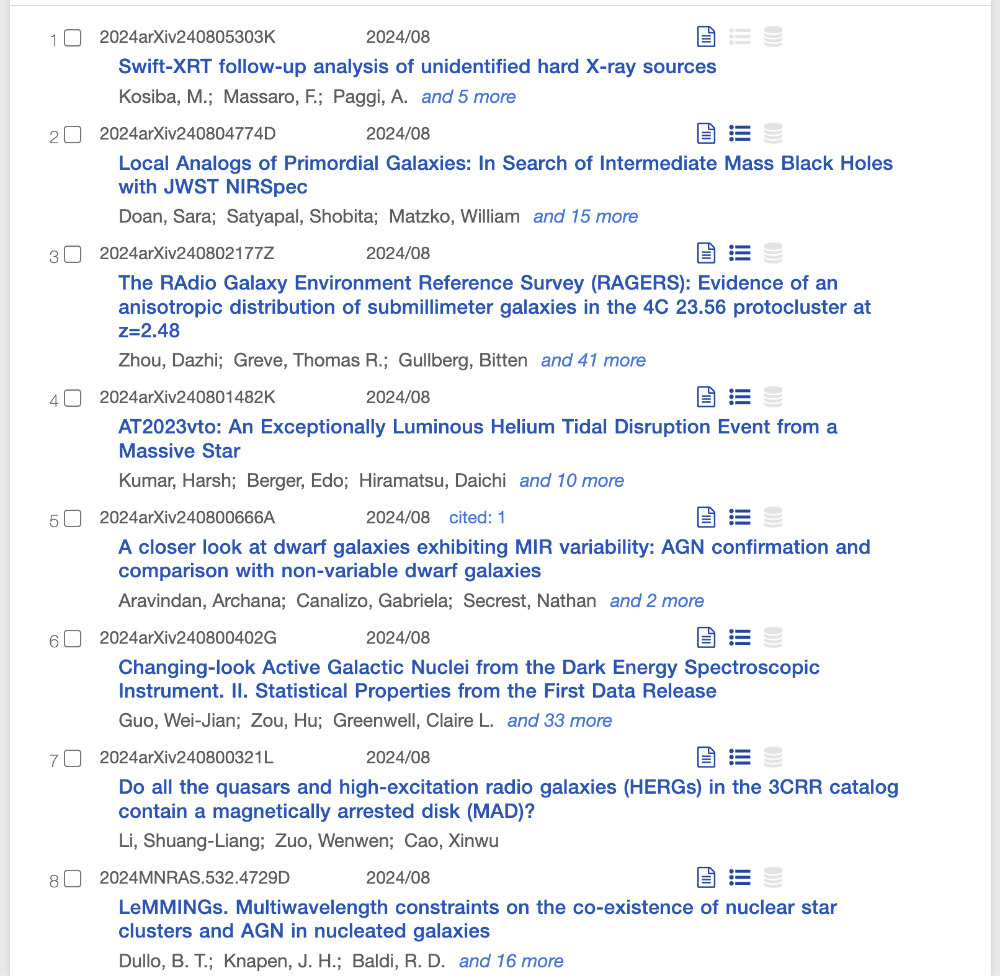 1 2024arXiv240805303K 2024/08
Swift-XRT follow-up analysis of unidentified hard X-ray sources
Kosiba, M.; Massaro, F.; Paggi, A. and 5 more
2 2024arXiv240804774D 2024/08
Local Analogs of Primordial Galaxies: In Search of Intermediate Mass Black Holes
with JWST NIRSpec
Doan, Sara; Satyapal, Shobita; Matzko, William and 15 more
3 2024arXiv240802177Z 2024/08
The RAdio Galaxy Environment Reference Survey (RAGERS): Evidence of an
anisotropic distribution of submillimeter galaxies in the 4C 23.56 protocluster at
z=2.48
Zhou, Dazhi; Greve, Thomas R.; Gullberg, Bitten and 41 more
4 2024arXiv240801482K 2024/08
AT2023vto: An Exceptionally Luminous Helium Tidal Disruption Event from a
Massive Star
Kumar, Harsh; Berger, Edo; Hiramatsu, Daichi and 10 more
5 2024arXiv240800666A 2024/08 cited: 1
A closer look at dwarf galaxies exhibiting MIR variability: AGN confirmation and
comparison with non-variable dwarf galaxies
Aravindan, Archana; Canalizo, Gabriela; Secrest, Nathan and 2 more
6 2024arXiv240800402G 2024/08
Changing-look Active Galactic Nuclei from the Dark Energy Spectroscopic
Instrument. II. Statistical Properties from the First Data Release
Guo, Wei-Jian; Zou, Hu; Greenwell, Claire L. and 33 more
7 2024arXiv240800321L 2024/08
Do all the quasars and high-excitation radio galaxies (HERGs) in the 3CRR catalog
contain a magnetically arrested disk (MAD)?
Li, Shuang-Liang; Zuo, Wenwen; Cao, Xinwu
8 2024MNRAS.532.4729D 2024/08
LeMMINGs. Multiwavelength constraints on the co-existence of nuclear star
clusters and AGN in nucleated galaxies
Dullo, B. T.; Knapen, J. H.; Baldi, R. D. and 16 more